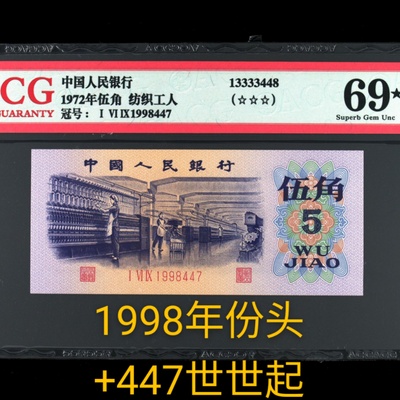 CG
GUARANTY
中国人民银行
1972年伍角 纺织工人
冠号: Ⅰ Ⅵ Ⅸ1998447
13333448
(☆☆☆)
69★
Superb Gem Unc
中國人民銀行
伍角
5
WU
JIAO
Ⅰ Ⅵ Ⅸ 1998447
1998年份头
+447世世起